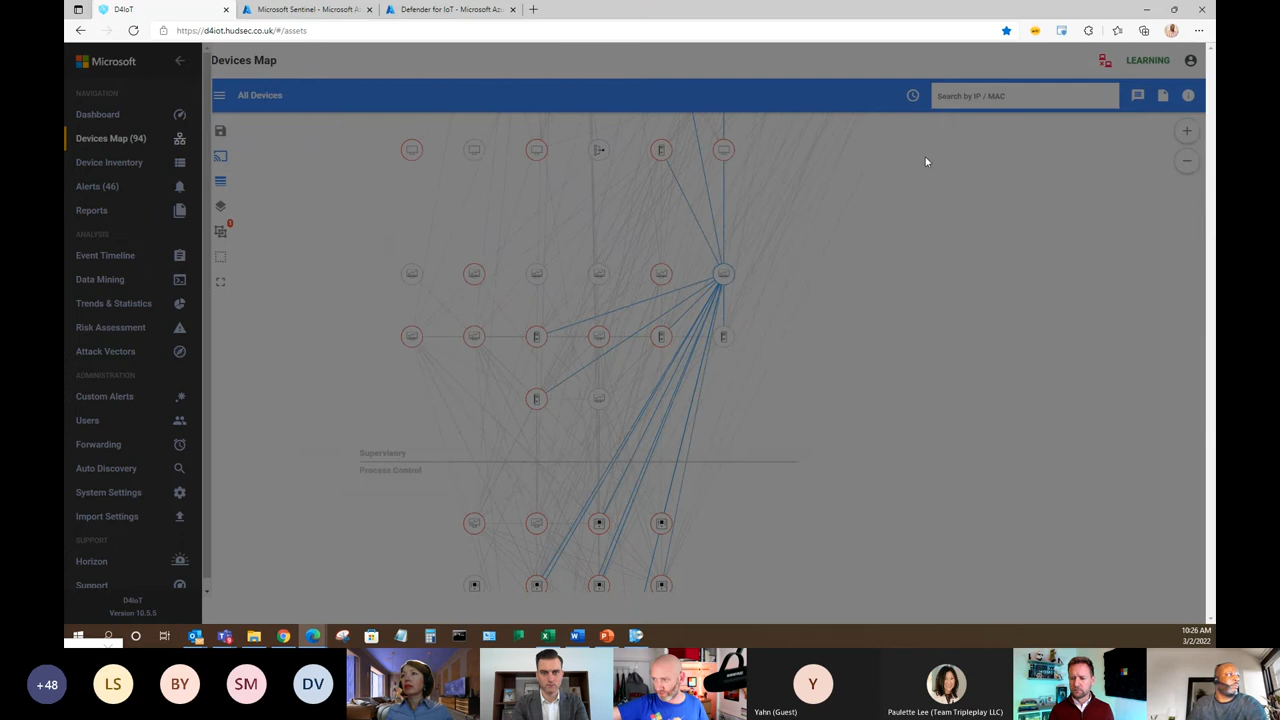 D4IoT
Microsoft Sentinel - Microsoft Az
Defender for IoT - Microsoft Azu
https://d4iot.hudsec.co.uk/#/assets
Microsoft
Devices Map
LEARNING
NAVIGATION
All Devices
Search by IP / MAC
Dashboard
Devices Map (94)
Device Inventory
Alerts (46)
Reports
1
ANALYSIS
Event Timeline
Data Mining
Trends & Statistics
Risk Assessment
Attack Vectors
ADMINISTRATION
Custom Alerts
Users
Forwarding
Auto Discovery
System Settings
Import Settings
SUPPORT
Horizon
Support
Supervisory
Process Control
D4IoT
Version 10.5.5
10:26 AM
3/2/2022
+48
LS
BY
SM
DV
Y
Yahn (Guest)
Paulette Lee (Team Tripleplay LLC)